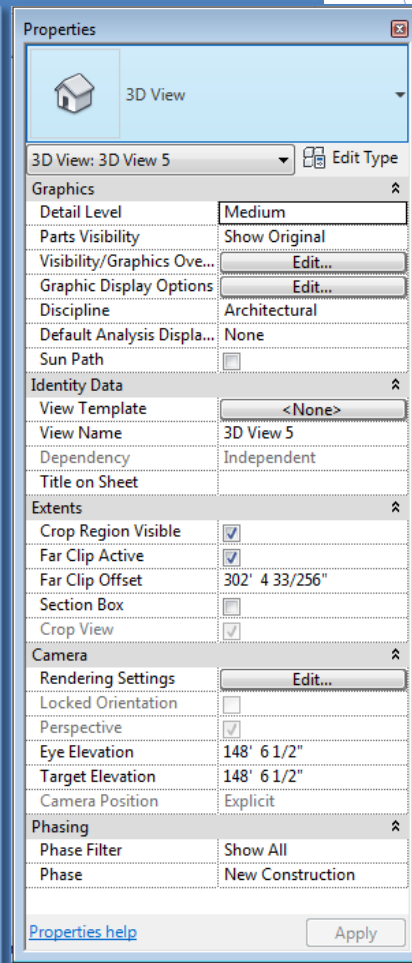 Properties
3D View
3D View: 3D View 5 Edit Type
Graphics
Detail Level Medium
Parts Visibility Show Original
Visibility/Graphics Ove... Edit...
Graphic Display Options Edit...
Discipline Architectural
Default Analysis Displa... None
Sun Path
Identity Data
View Template <None>
View Name 3D View 5
Dependency Independent
Title on Sheet
Extents
Crop Region Visible
Far Clip Active
Far Clip Offset 302' 4 33/256"
Section Box
Crop View
Camera
Rendering Settings Edit...
Locked Orientation
Perspective
Eye Elevation 148' 6 1/2"
Target Elevation 148' 6 1/2"
Camera Position Explicit
Phasing
Phase Filter Show All
Phase New Construction
Properties help Apply